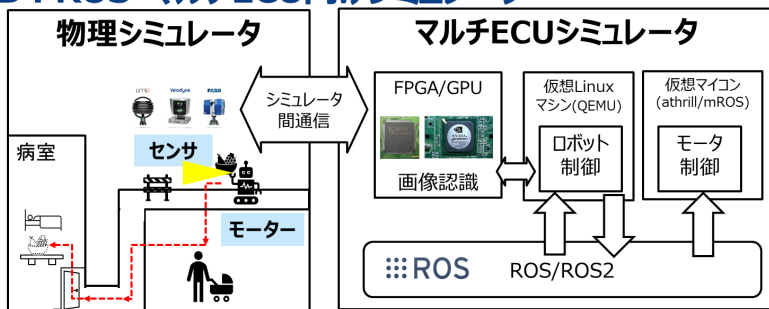 物理シミュレータ
マルチECUシミュレータ
Velodyne
FARO
シミュレータ
間通信
FPGA/GPU
画像認識
仮想Linux
マシン(QEMU)
ロボット
制御
仮想マイコン
(athrill/mROS)
モータ
制御
病室
センサ
モーター
ROS
ROS/ROS2